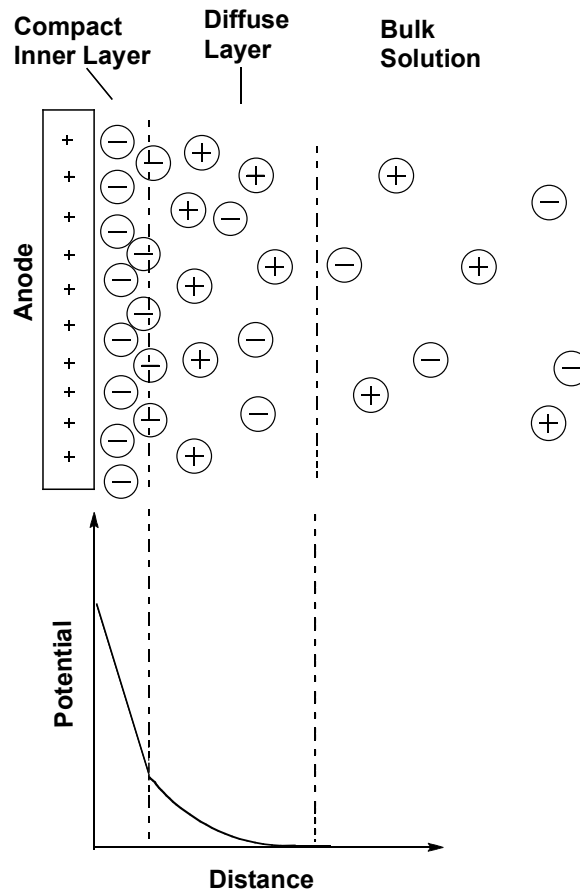 Compact
Inner Layer
Diffuse
Layer
Bulk
Solution
Anode
Potential
Distance